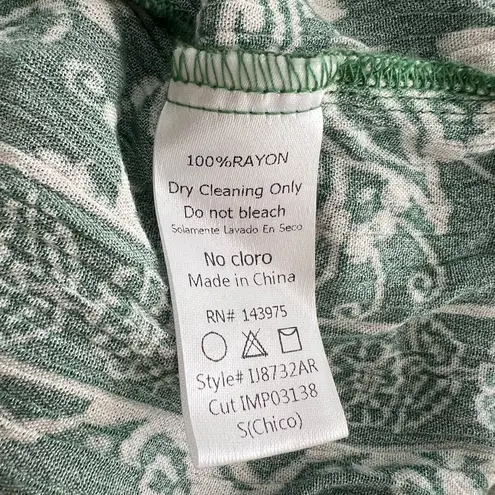 100%RAYON
Dry Cleaning Only
Do not bleach
Solamente Lavado En Seco
No cloro
Made in China
RN# 143975
Style# IJ8732AR
Cut IMP03138
S(Chico)